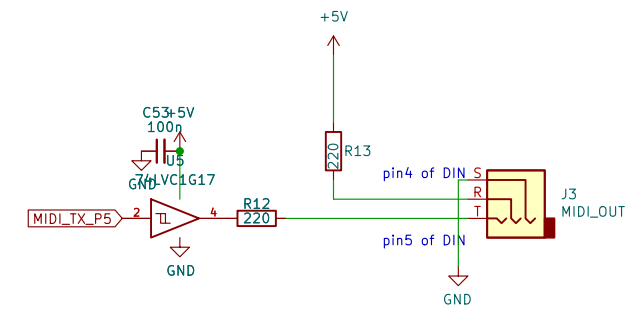 +5V
C53
+5V
100n
220
R13
U5
pin4 of DIN
S
GND
74LVC1G17
R
J3
R12
MIDI_TX_P5
2
4
220
T
MIDI_OUT
pin5 of DIN
GND
GND